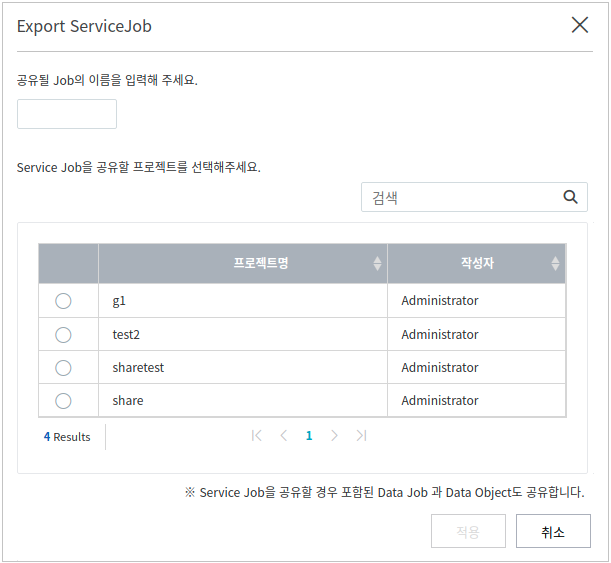 Export ServiceJob
공유될 Job의 이름을 입력해 주세요.
Service Job을 공유할 프로젝트를 선택해주세요.
검색
프로젝트명 작성자
g1 Administrator
test2 Administrator
sharetest Administrator
share Administrator
4 Results 1
※ Service Job을 공유할 경우 포함된 Data Job 과 Data Object도 공유합니다.
적용 취소